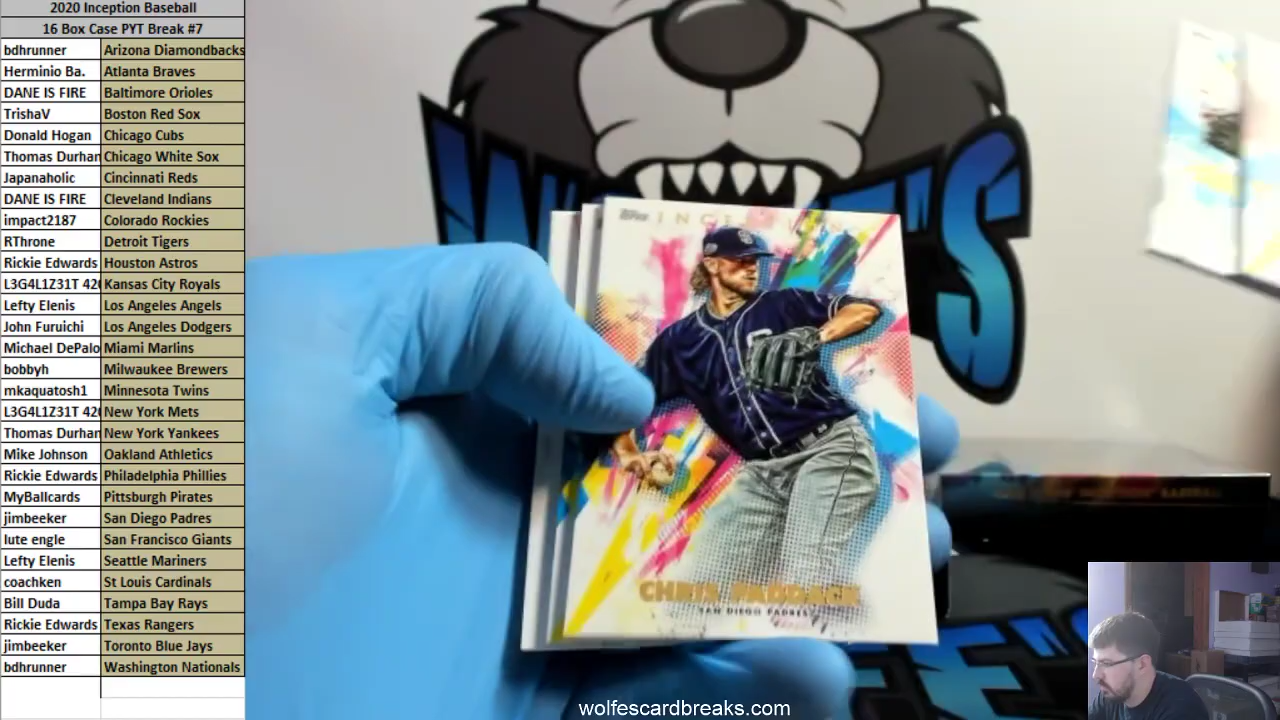 2020 Inception Baseball
16 Box Case PYT Break #7
bdhrunner Arizona Diamondbacks
Herminio Ba. Atlanta Braves
DANE IS FIRE Baltimore Orioles
TrishaV Boston Red Sox
Donald Hogan Chicago Cubs
Thomas Durhan Chicago White Sox
Japanaholic Cincinnati Reds
DANE IS FIRE Cleveland Indians
impact2187 Colorado Rockies
RThrone Detroit Tigers
Rickie Edwards Houston Astros
L3G4L1Z31T 420 Kansas City Royals
Lefty Elenis Los Angeles Angels
John Furuichi Los Angeles Dodgers
Michael DePalo Miami Marlins
bobbyh Milwaukee Brewers
mkaquatosh1 Minnesota Twins
L3G4L1Z31T 420 New York Mets
Thomas Durhan New York Yankees
Mike Johnson Oakland Athletics
Rickie Edwards Philadelphia Phillies
MyBallcards Pittsburgh Pirates
jimbeeker San Diego Padres
lute engle San Francisco Giants
Lefty Elenis Seattle Mariners
coachken St Louis Cardinals
Bill Duda Tampa Bay Rays
Rickie Edwards Texas Rangers
jimbeeker Toronto Blue Jays
bdhrunner Washington Nationals
Topps INCEPTION
CHRIS PADDACK
SAN DIEGO PADRES
wolfescardbreaks.com